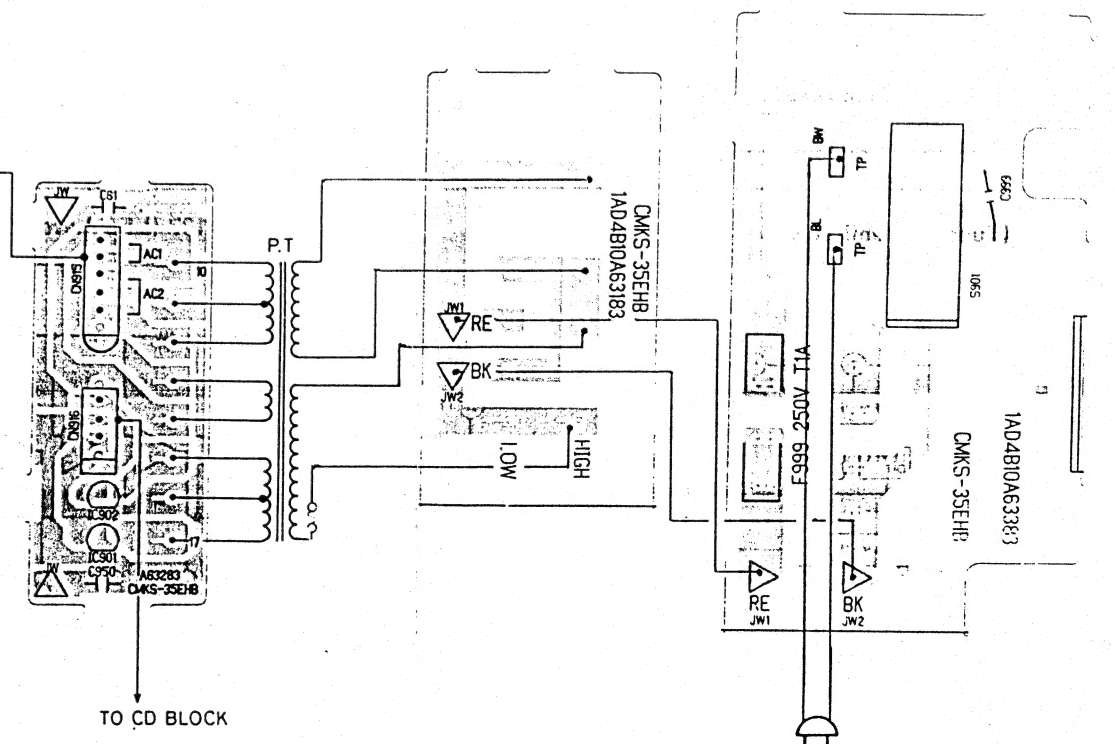 JW
C61
CN915
AC1
AC2
10
CN916
IC902
17
IC901
C950
JW
A63283
CMKS-35EHB
TO CD BLOCK
P.T
CMKS-35EHB
1AD4B10A63183
JW1
RE
BK
JW2
LOW
HIGH
BW
TP
BL
TP
F999 250V T1A
S901
C999
CMKS-35EHB
1AD4B10A63383
RE
JW1
BK
JW2